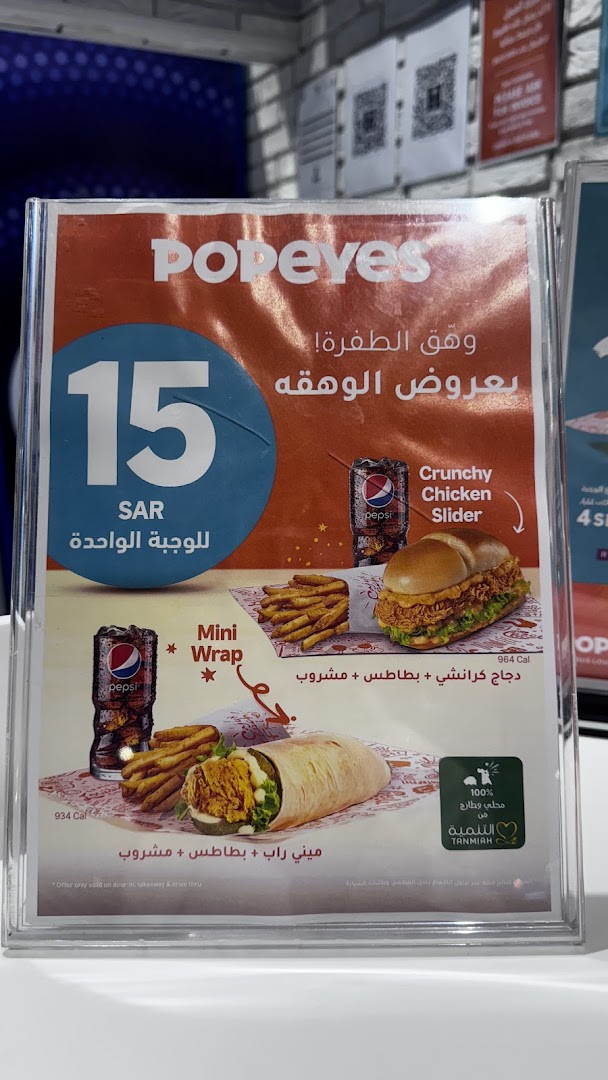 POPEYES
وهّق الطفرة!
بعروض الوهقه
15
SAR
للوجبة الواحدة
pepsi
Crunchy
Chicken
Slider
964 Cal
دجاج كرانشي + بطاطس + مشروب
Mini
Wrap
pepsi
934 Cal
ميني راب + بطاطس + مشروب
100%
محلي وطازج
من
التنمية
TANMIAH
* Offer only valid on dine-in, takeaway & drive thru